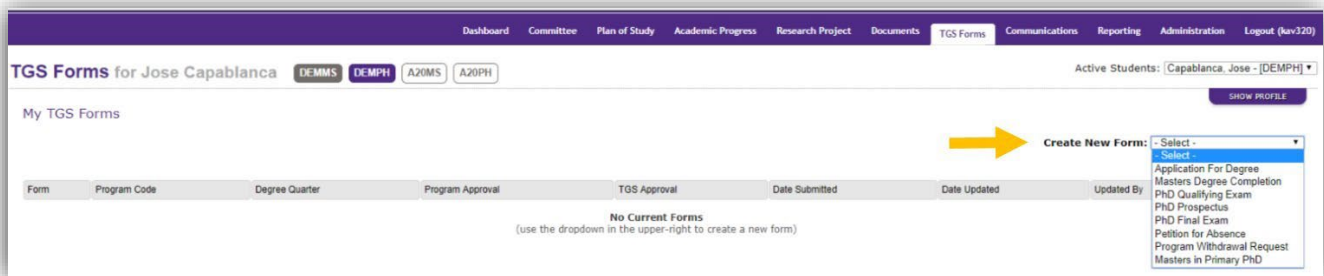 Dashboard Committee Plan of Study Academic Progress Research Project Documents TGS Forms Communications Reporting Administration Logout (kav320)
TGS Forms for Jose Capablanca DEMMS DEMPH A20MS A20PH Active Students: Capablanca, Jose - [DEMPH]
SHOW PROFILE
My TGS Forms
Create New Form: - Select -
- Select -
Application For Degree
Masters Degree Completion
PhD Qualifying Exam
PhD Prospectus
PhD Final Exam
Petition for Absence
Program Withdrawal Request
Masters in Primary PhD
Form Program Code Degree Quarter Program Approval TGS Approval Date Submitted Date Updated Updated By
No Current Forms
(use the dropdown in the upper-right to create a new form)